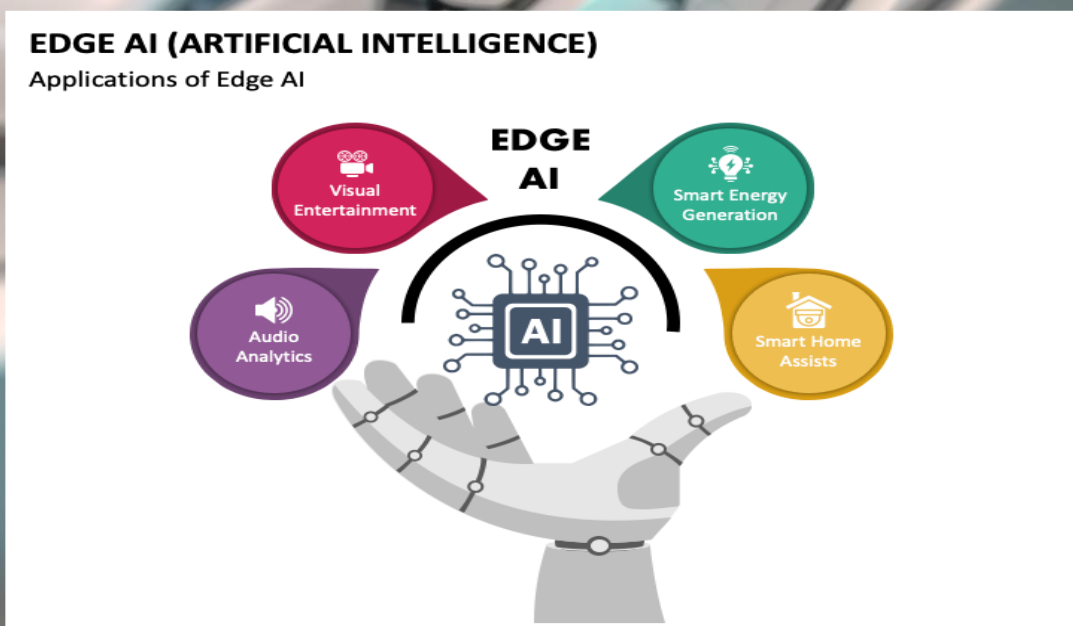 EDGE AI (ARTIFICIAL INTELLIGENCE)
Applications of Edge AI
EDGE
AI
Visual
Entertainment
Smart Energy
Generation
Audio
Analytics
AI
Smart Home
Assists